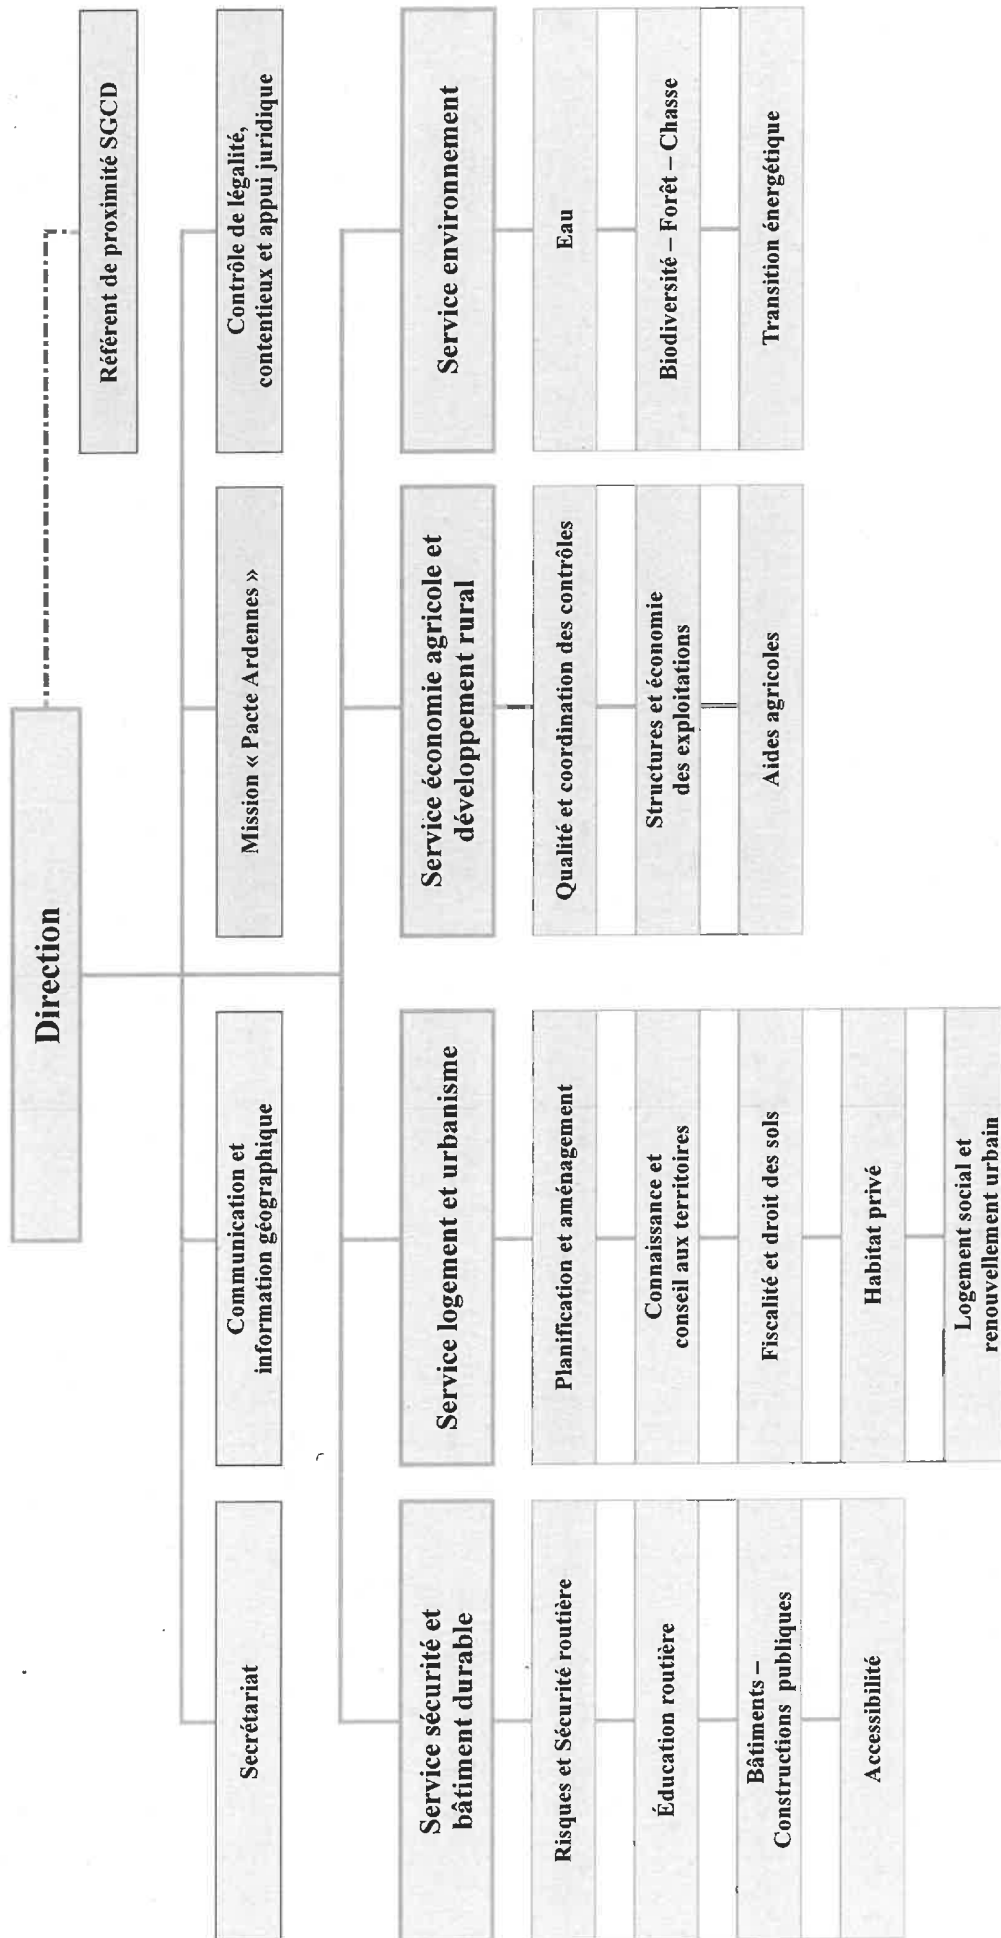 Direction
Référent de proximité SGCD
Secrétariat
Communication et
information géographique
Mission « Pacte Ardennes »
Contrôle de légalité,
contentieux et appui juridique
Service sécurité et
bâtiment durable
Service logement et urbanisme
Service économie agricole et
développement rural
Service environnement
Risques et Sécurité routière
Éducation routière
Bâtiments –
Constructions publiques
Accessibilité
Planification et aménagement
Connaissance et
conseil aux territoires
Fiscalité et droit des sols
Habitat privé
Logement social et
renouvellement urbain
Qualité et coordination des contrôles
Structures et économie
des exploitations
Aides agricoles
Eau
Biodiversité – Forêt – Chasse
Transition énergétique